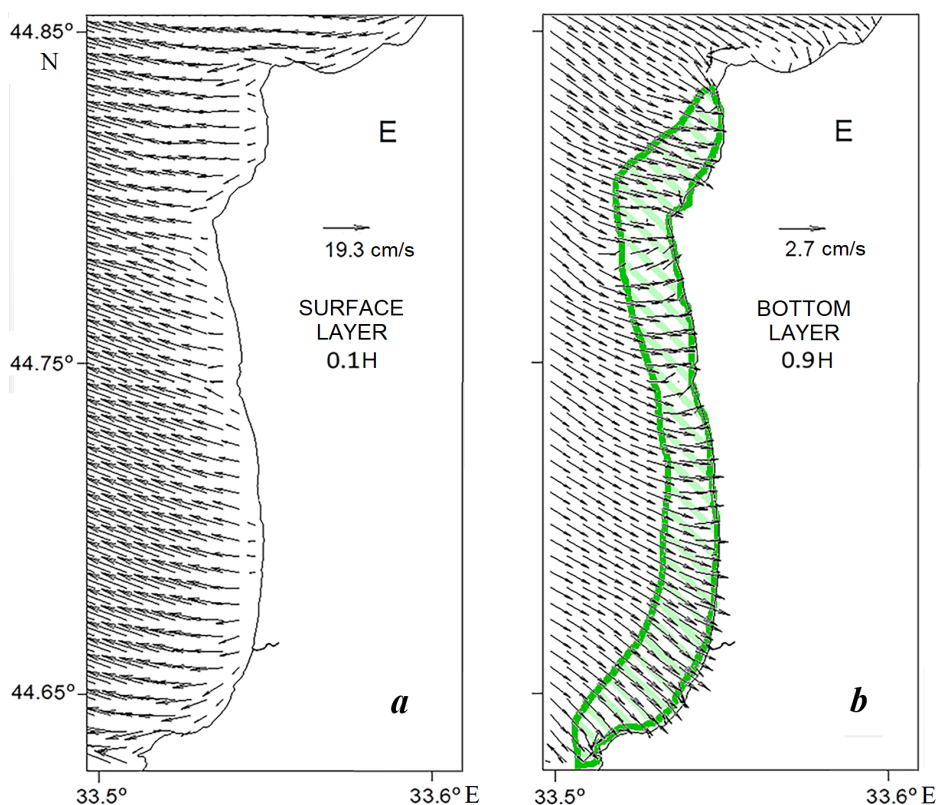 44.85°
N
E
E
19.3 cm/s
2.7 cm/s
SURFACE
LAYER
0.1H
BOTTOM
LAYER
0.9H
44.75°
44.65°
a
b
33.5°
33.6° E
33.5°
33.6° E